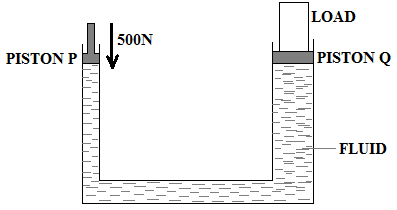 LOAD
500N
PISTON P
PISTON Q
FLUID